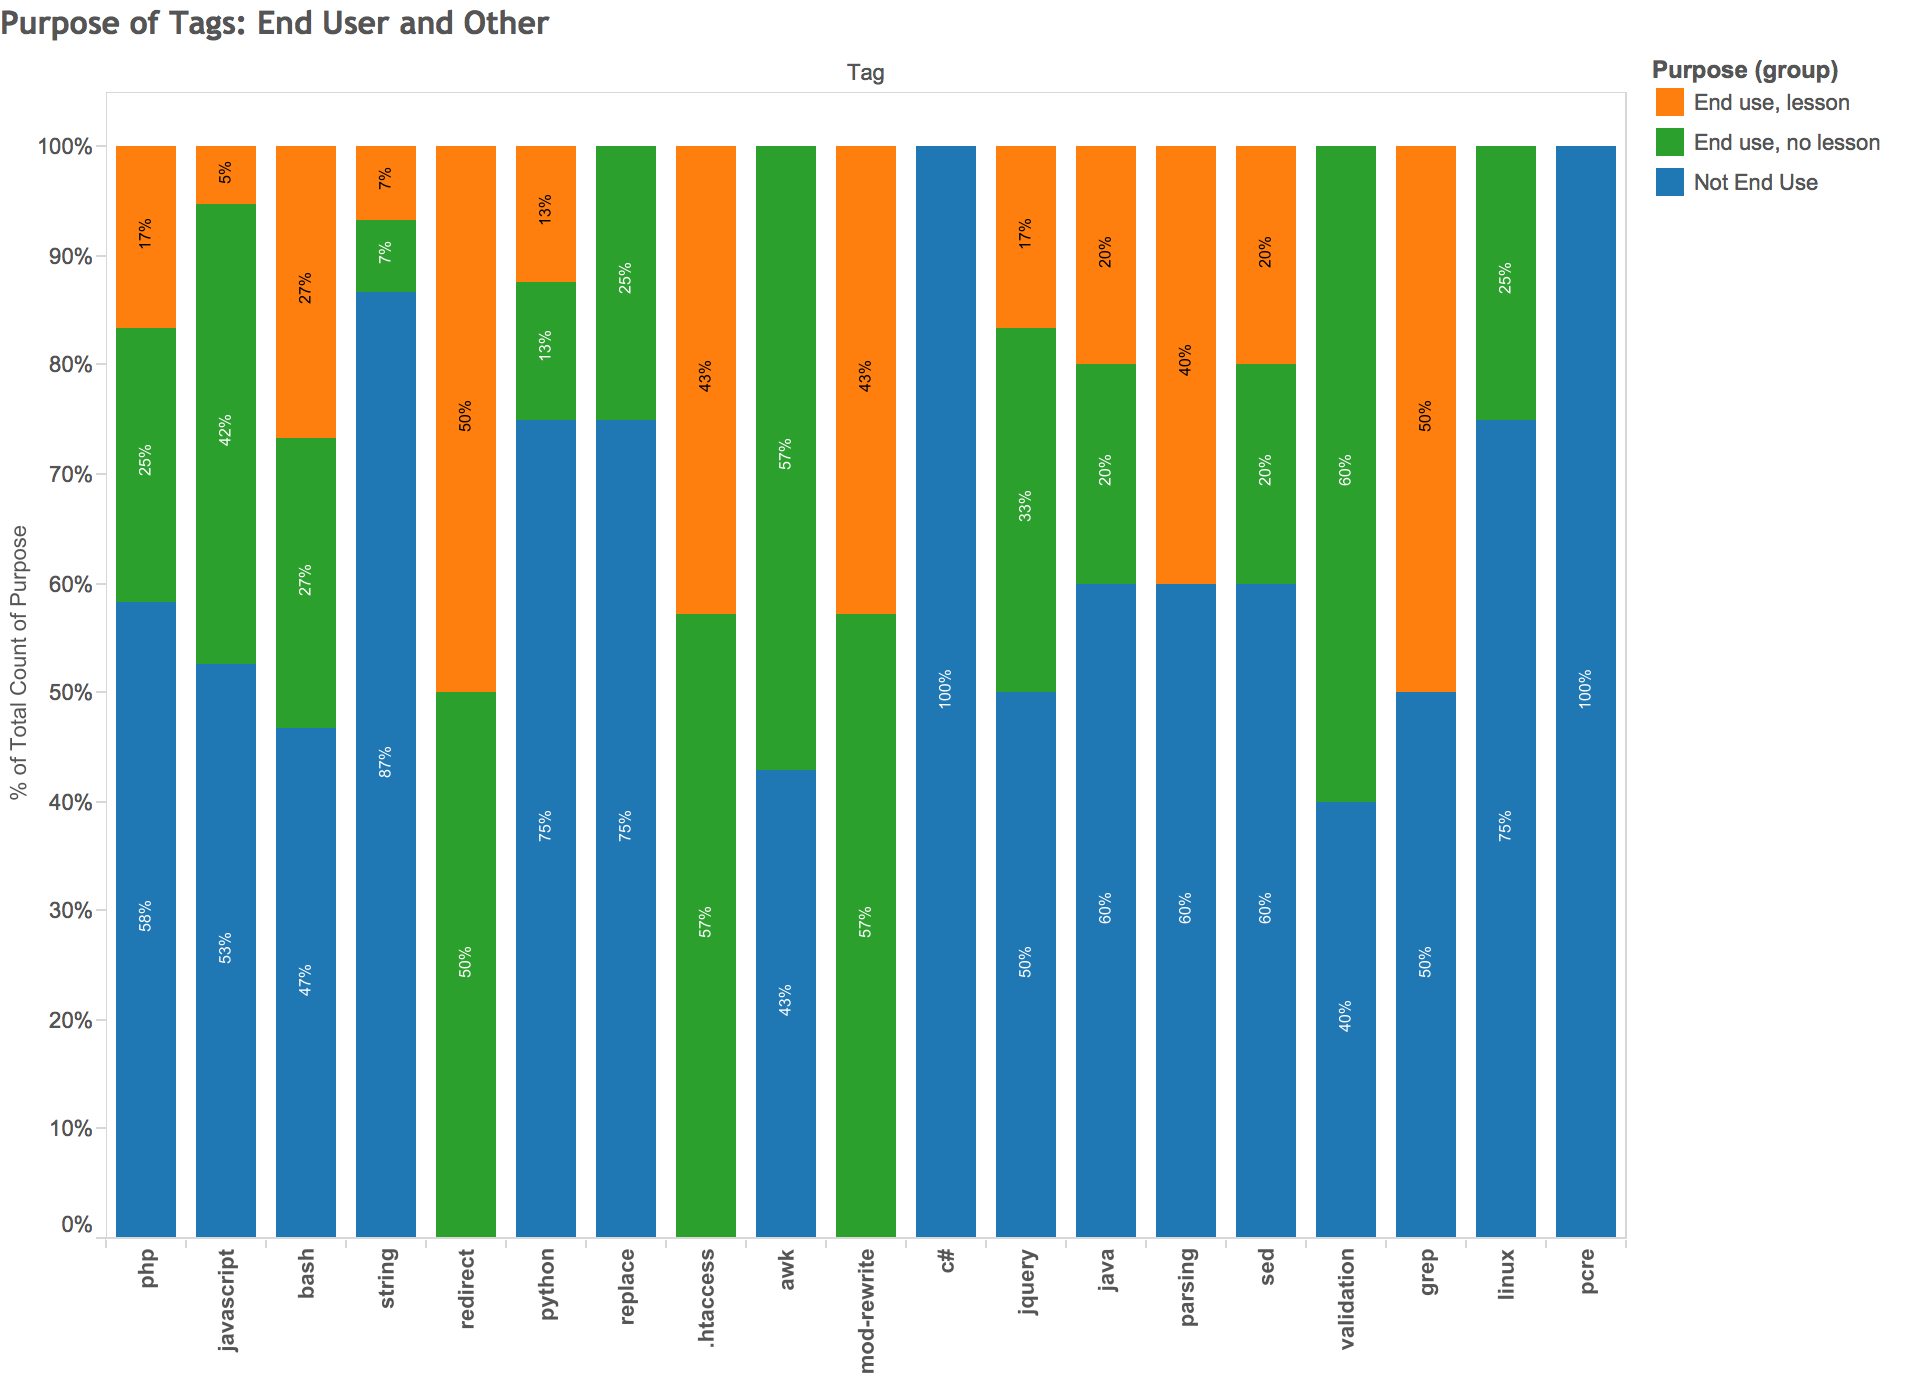 Purpose of Tags: End User and Other
Tag
Purpose (group)
End use, lesson
End use, no lesson
Not End Use
% of Total Count of Purpose
100%
90%
80%
70%
60%
50%
40%
30%
20%
10%
0%
17%
25%
58%
5%
42%
53%
27%
27%
47%
7%
7%
87%
50%
50%
13%
13%
75%
25%
75%
43%
57%
57%
43%
43%
57%
100%
17%
33%
50%
20%
20%
60%
40%
60%
20%
20%
60%
60%
40%
50%
50%
25%
75%
100%
php
javascript
bash
string
redirect
python
replace
.htaccess
awk
mod-rewrite
c#
jquery
java
parsing
sed
validation
grep
linux
pcre